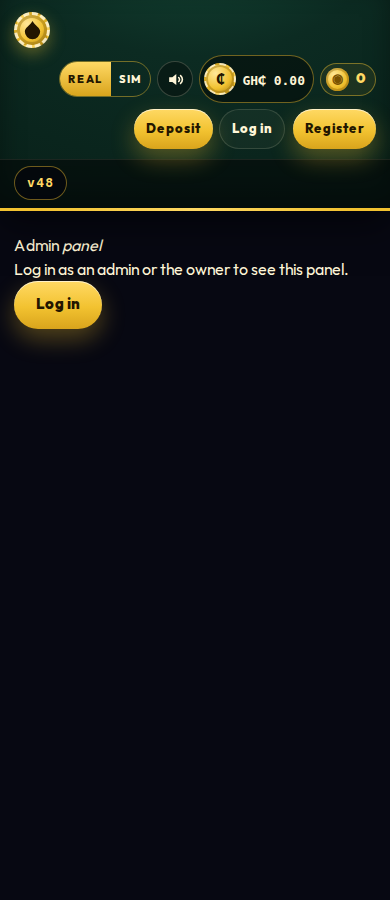 REAL SIM GH₵ 0.00 0
Deposit Log in Register
v48
Admin panel
Log in as an admin or the owner to see this panel.
Log in